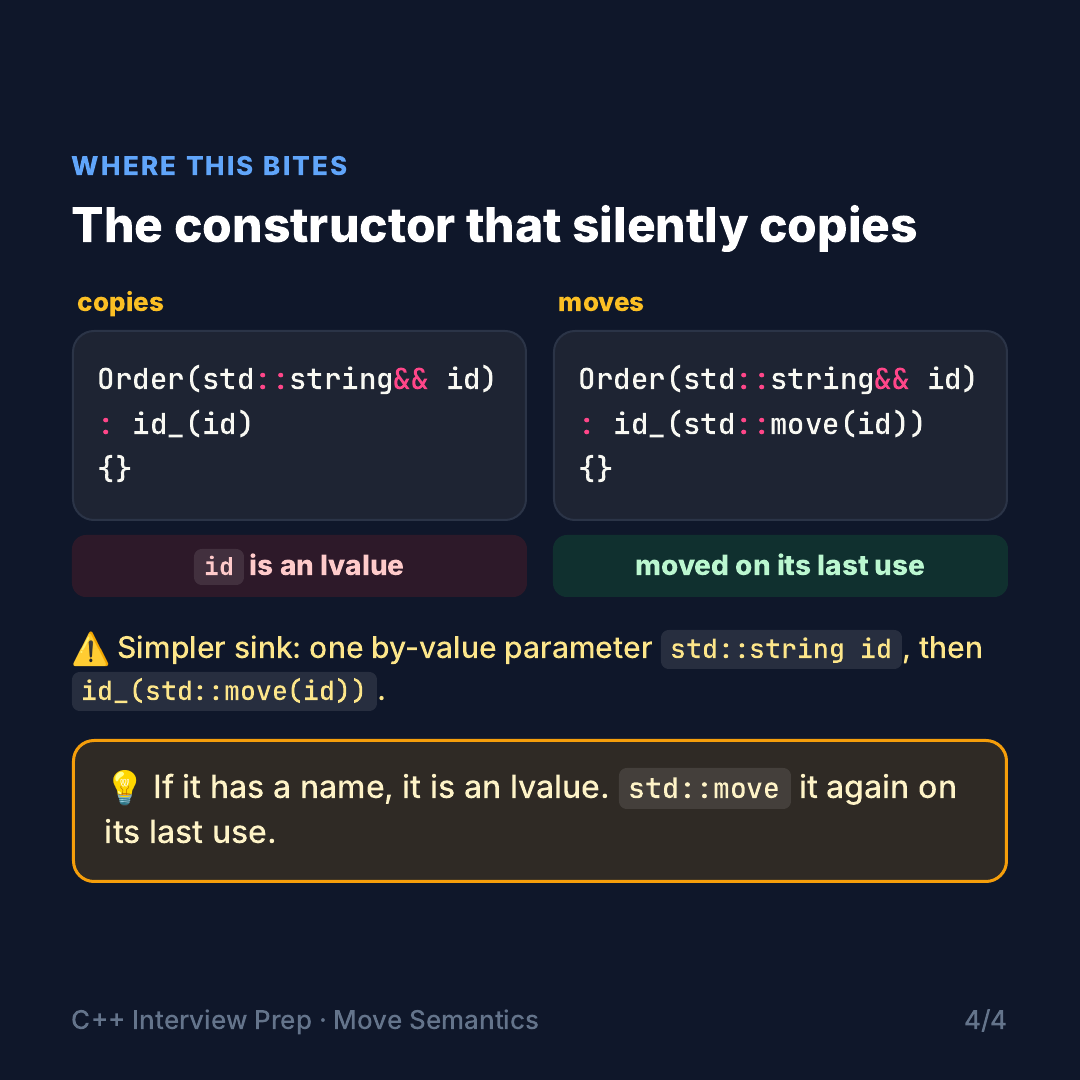 WHERE THIS BITES
The constructor that silently copies
copies
Order(std::string&& id)
: id_(id)
{}
id is an lvalue
moves
Order(std::string&& id)
: id_(std::move(id))
{}
moved on its last use
⚠️ Simpler sink: one by-value parameter std::string id, then
id_(std::move(id)).
💡 If it has a name, it is an lvalue. std::move it again on
its last use.
C++ Interview Prep · Move Semantics
4/4